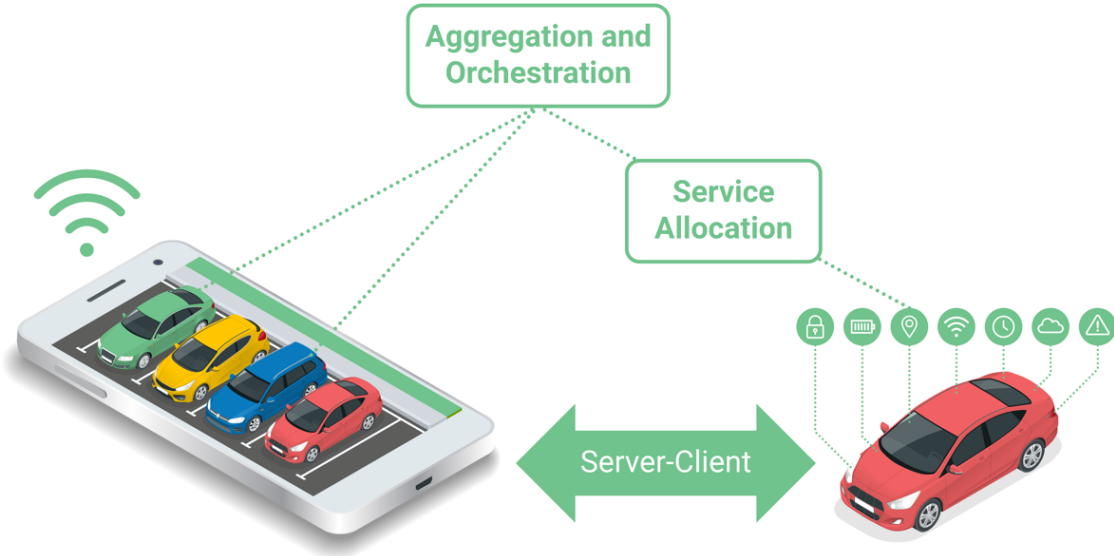 Aggregation and
Orchestration
Service
Allocation
Server-Client